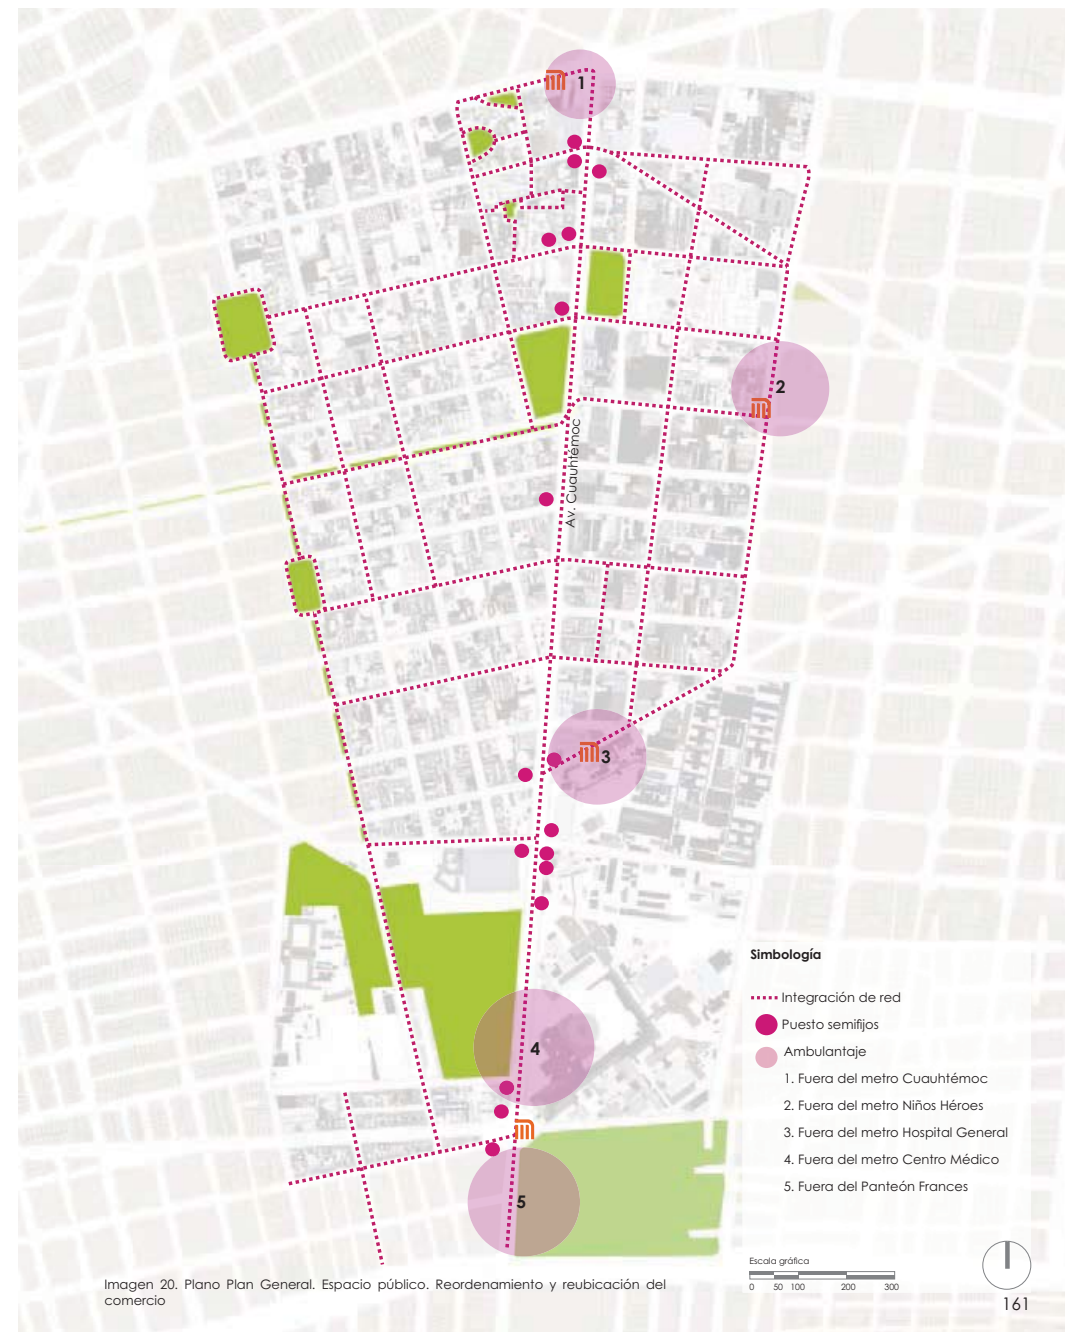 1
2
Av. Cuauhtémoc
3
4
5
Simbología
Integración de red
Puesto semifijos
Ambulantaje
1. Fuera del metro Cuauhtémoc
2. Fuera del metro Niños Héroes
3. Fuera del metro Hospital General
4. Fuera del metro Centro Médico
5. Fuera del Panteón Frances
Escala gráfica
0 50 100 200 300
Imagen 20. Plano Plan General. Espacio público. Reordenamiento y reubicación del
comercio
161